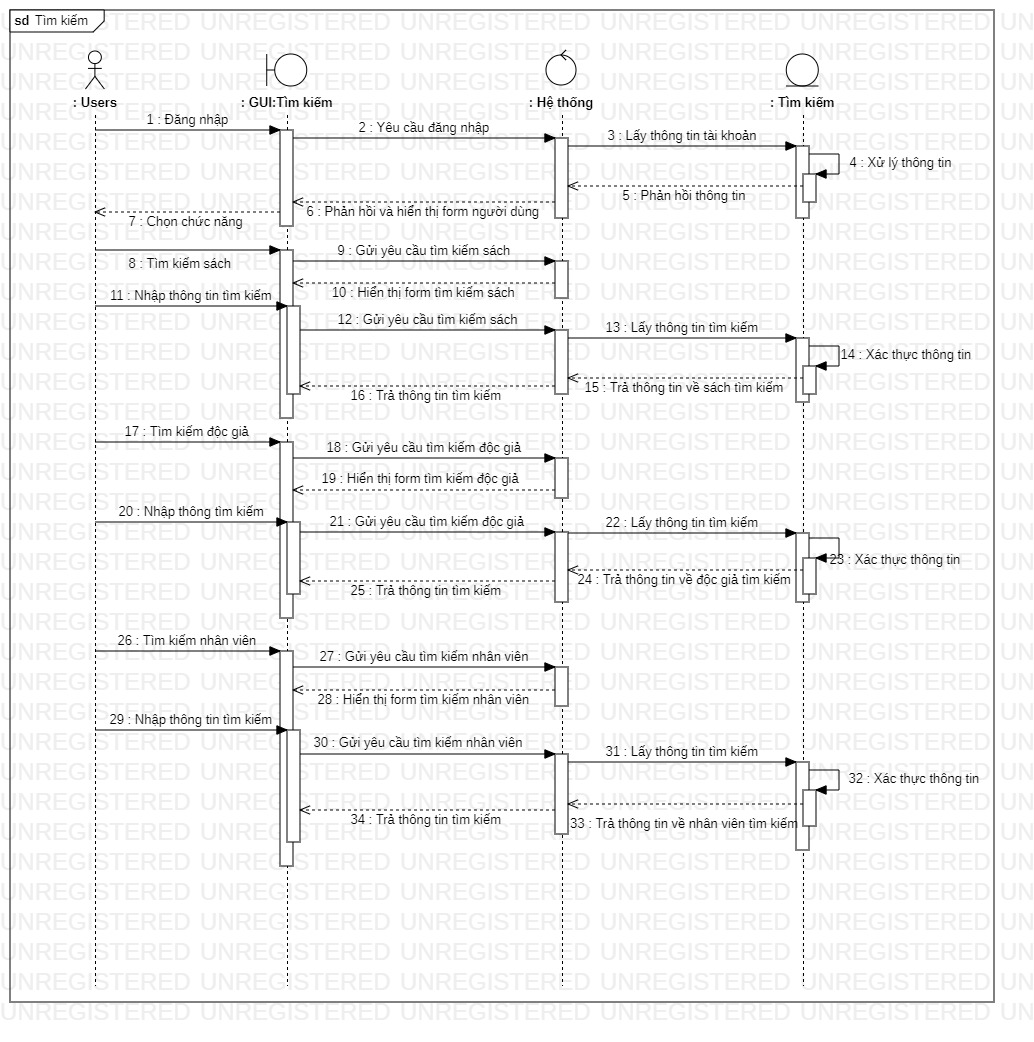 sd Tìm kiếm
: Users
: GUI:Tìm kiếm
: Hệ thống
: Tìm kiếm
1 : Đăng nhập
2 : Yêu cầu đăng nhập
3 : Lấy thông tin tài khoản
4 : Xử lý thông tin
5 : Phản hồi thông tin
6 : Phản hồi và hiển thị form người dùng
7 : Chọn chức năng
8 : Tìm kiếm sách
9 : Gửi yêu cầu tìm kiếm sách
10 : Hiển thị form tìm kiếm sách
11 : Nhập thông tin tìm kiếm
12 : Gửi yêu cầu tìm kiếm sách
13 : Lấy thông tin tìm kiếm
14 : Xác thực thông tin
15 : Trả thông tin về sách tìm kiếm
16 : Trả thông tin tìm kiếm
17 : Tìm kiếm độc giả
18 : Gửi yêu cầu tìm kiếm độc giả
19 : Hiển thị form tìm kiếm độc giả
20 : Nhập thông tìm kiếm
21 : Gửi yêu cầu tìm kiếm độc giả
22 : Lấy thông tin tìm kiếm
23 : Xác thực thông tin
24 : Trả thông tin về độc giả tìm kiếm
25 : Trả thông tin tìm kiếm
26 : Tìm kiếm nhân viên
27 : Gửi yêu cầu tìm kiếm nhân viên
28 : Hiển thị form tìm kiếm nhân viên
29 : Nhập thông tin tìm kiếm
30 : Gửi yêu cầu tìm kiếm nhân viên
31 : Lấy thông tin tìm kiếm
32 : Xác thực thông tin
33 : Trả thông tin về nhân viên tìm kiếm
34 : Trả thông tin tìm kiếm
UNREGISTERED